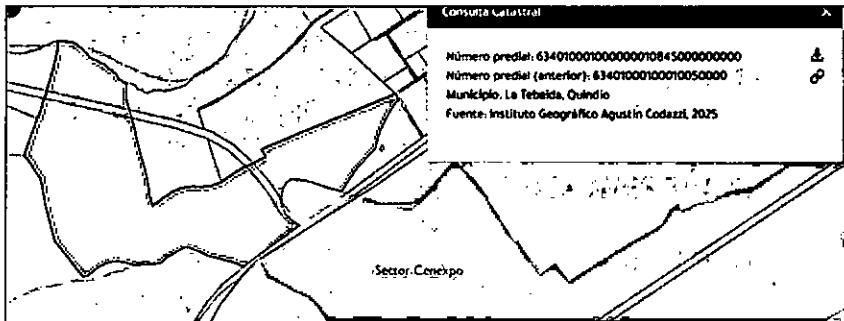 Consulta Catastral
Número predial: 634010001000000010845000000000
Número predial (anterior): 63401000100010050000
Municipio: La Tebaida, Quindío
Fuente: Instituto Geográfico Agustín Codazzi, 2025
Sector Cenexpo